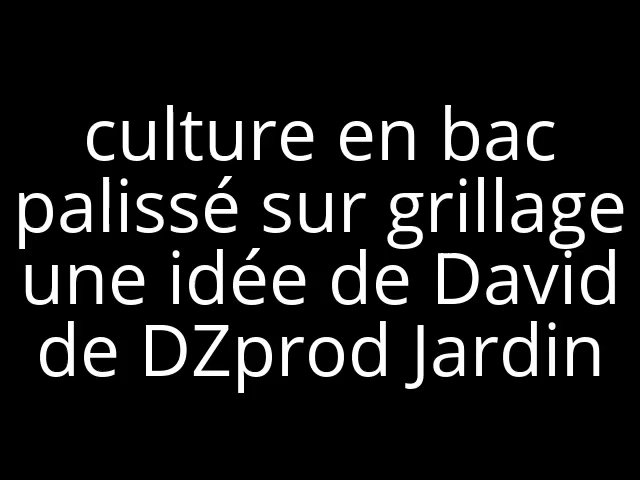 culture en bac
palissé sur grillage
une idée de David
de DZprod Jardin